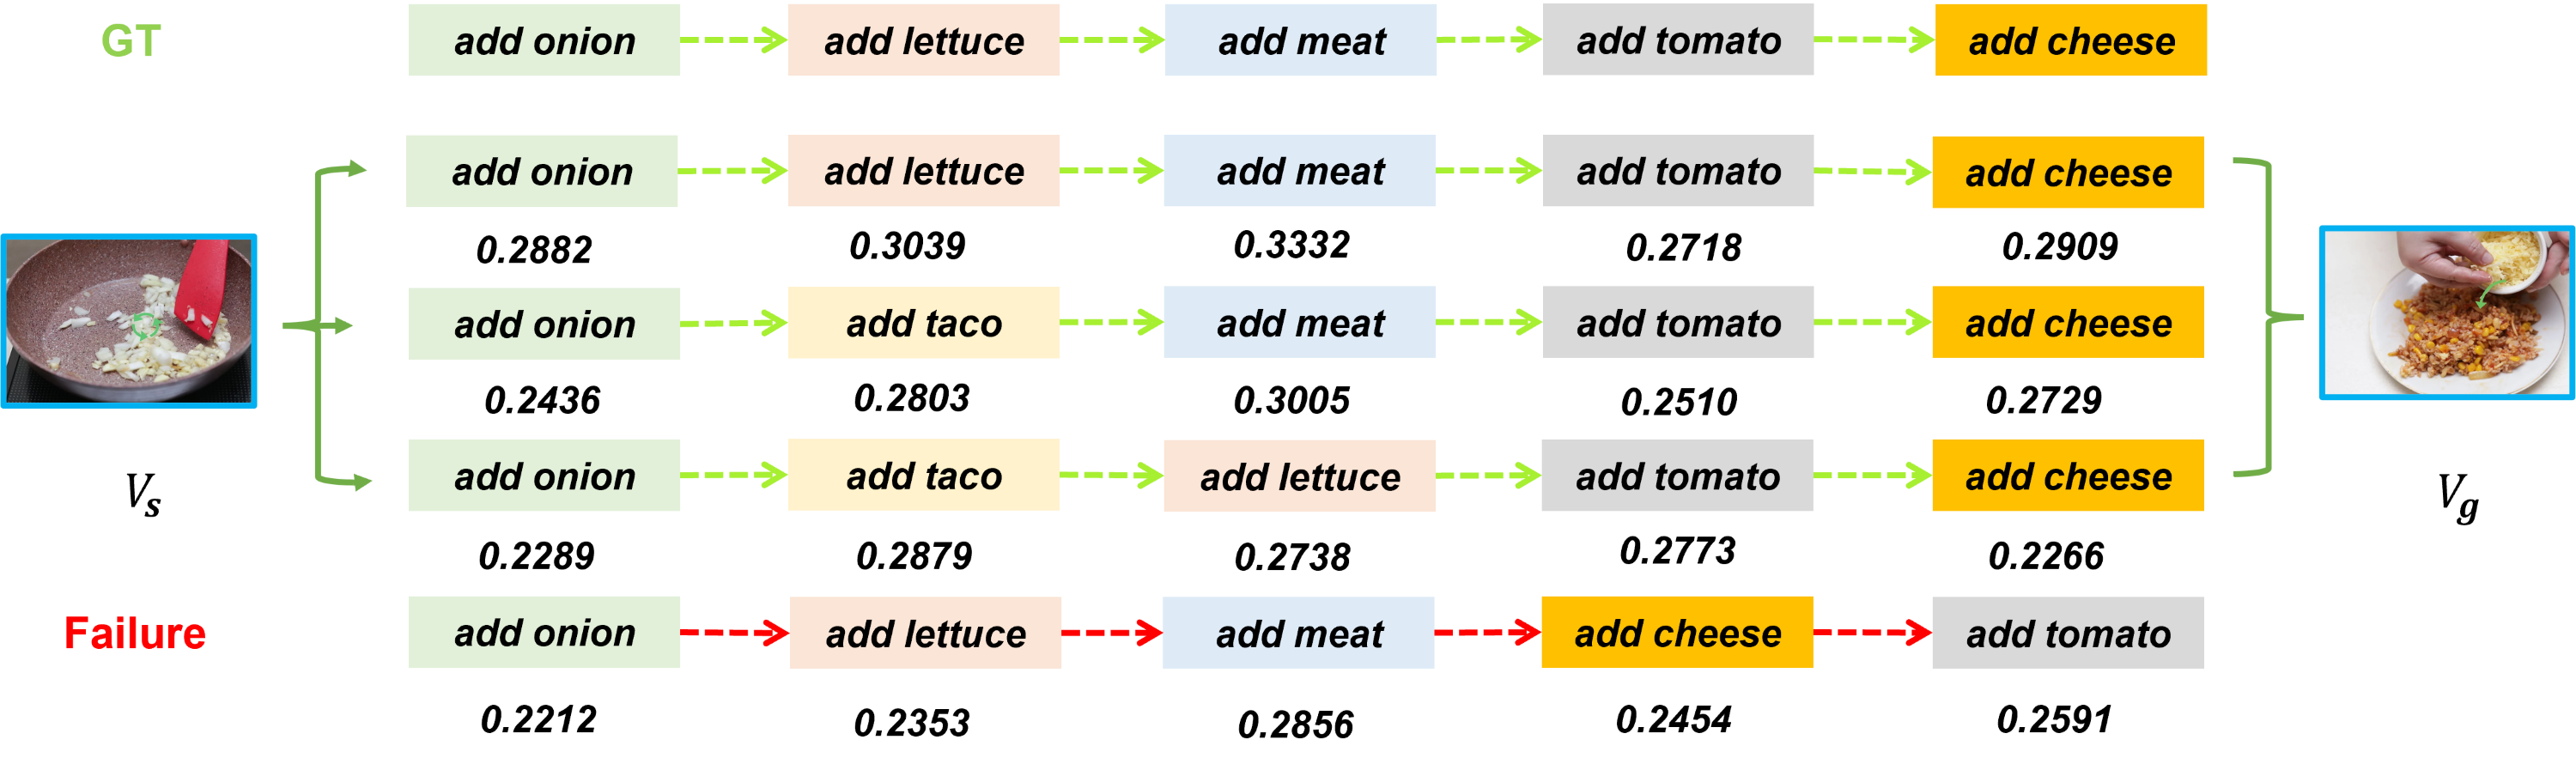 GT add onion add lettuce add meat add tomato add cheese
add onion add lettuce add meat add tomato add cheese
0.2882 0.3039 0.3332 0.2718 0.2909
add onion add taco add meat add tomato add cheese
0.2436 0.2803 0.3005 0.2510 0.2729
V_s add onion add taco add lettuce add tomato add cheese V_g
0.2289 0.2879 0.2738 0.2773 0.2266
Failure add onion add lettuce add meat add cheese add tomato
0.2212 0.2353 0.2856 0.2454 0.2591